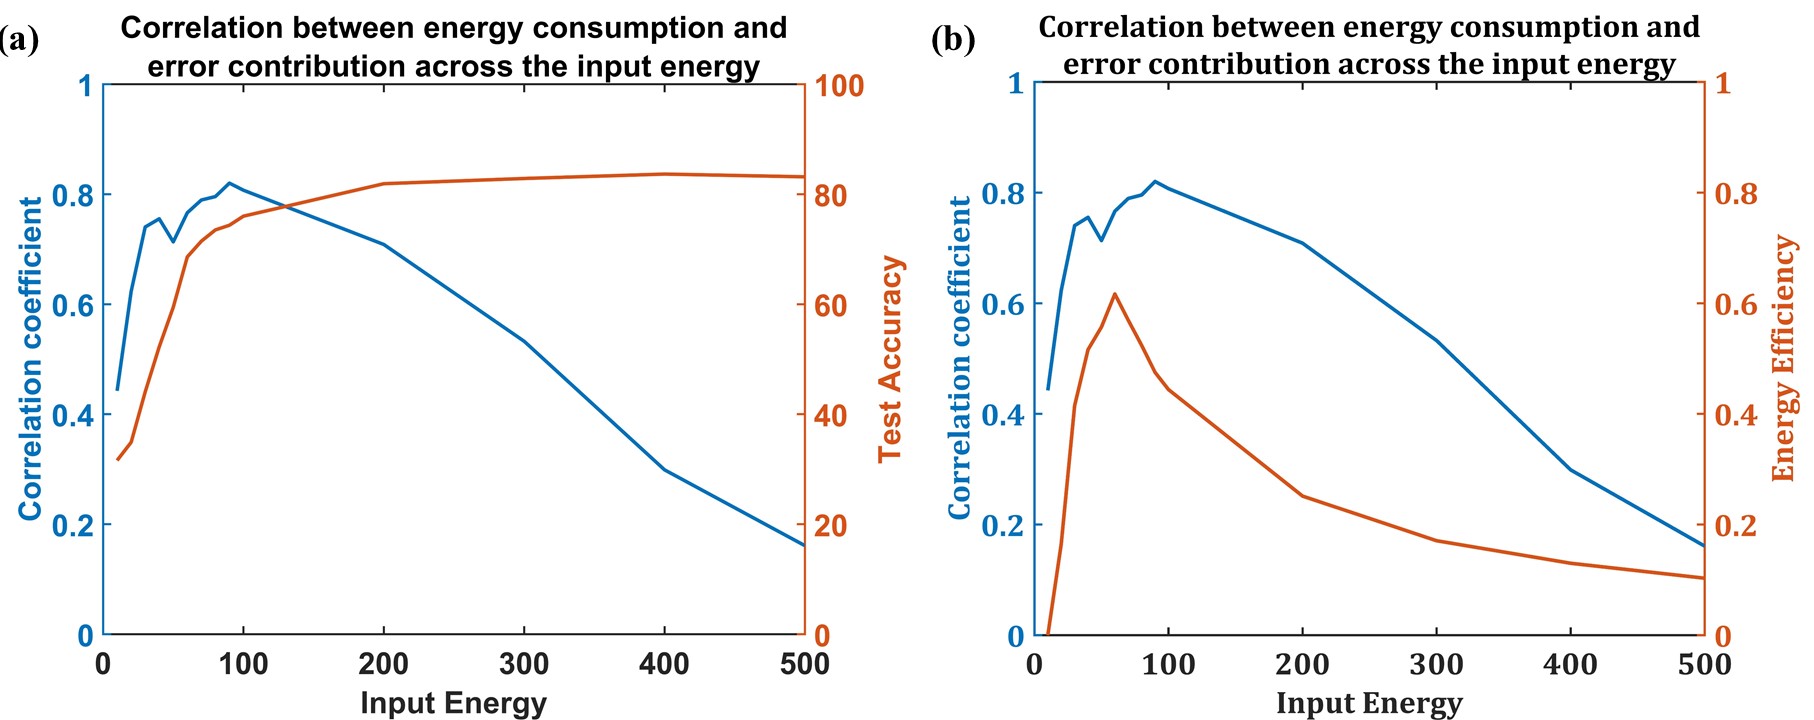 (a)
Correlation between energy consumption and
error contribution across the input energy
Correlation coefficient
1
0.8
0.6
0.4
0.2
0
100
80
60
40
20
0
Test Accuracy
0 100 200 300 400 500
Input Energy
(b)
Correlation between energy consumption and
error contribution across the input energy
Correlation coefficient
1
0.8
0.6
0.4
0.2
0
1
0.8
0.6
0.4
0.2
0
Energy Efficiency
0 100 200 300 400 500
Input Energy